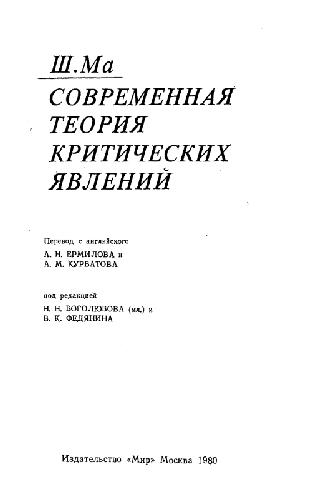 Ш.Ма
СОВРЕМЕННАЯ
ТЕОРИЯ
КРИТИЧЕСКИХ
ЯВЛЕНИЙ
Перевод с английского
А. Н. ЕРМИЛОВА и
А. М. КУРБАТОВА
под редакцией
Н. Н. БОГОЛЮБОВА (мл.) и
В. К. ФЕДЯНИНА
Издательство «Мир» Москва 1980